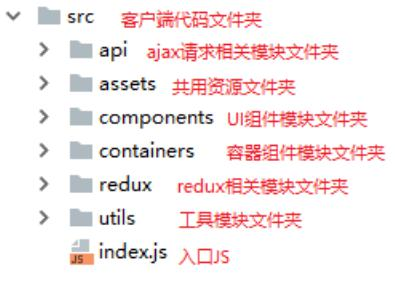 src 客户端代码文件夹
api ajax请求相关模块文件夹
assets 共用资源文件夹
components UI组件模块文件夹
containers 容器组件模块文件夹
redux redux相关模块文件夹
utils 工具模块文件夹
JS index.js 入口JS